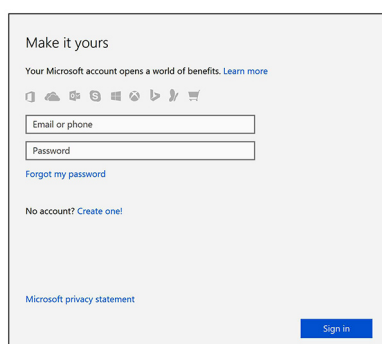 Make it yours
Your Microsoft account opens a world of benefits. Learn more
Email or phone
Password
Forgot my password
No account? Create one!
Microsoft privacy statement
Sign in